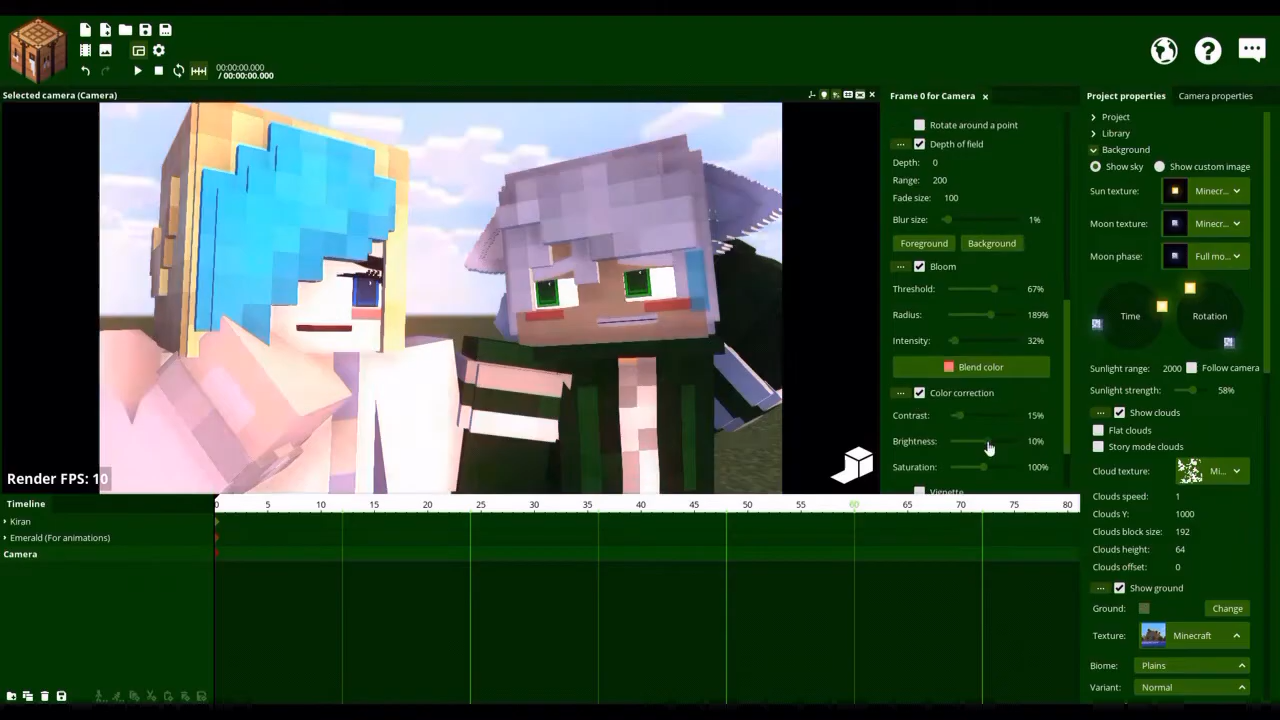 00:00:00.000
/ 00:00:00.000
Selected camera (Camera)
Render FPS: 10
Frame 0 for Camera
Rotate around a point
Depth of field
Depth: 0
Range: 200
Fade size: 100
Blur size: 1%
Foreground Background
Bloom
Threshold: 67%
Radius: 189%
Intensity: 32%
Blend color
Color correction
Contrast: 15%
Brightness: 10%
Saturation: 100%
Vignette
Project properties Camera properties
Project
Library
Background
Show sky Show custom image
Sun texture: Minecr...
Moon texture: Minecr...
Moon phase: Full mo...
Time Rotation
Sunlight range: 2000 Follow camera
Sunlight strength: 58%
Show clouds
Flat clouds
Story mode clouds
Cloud texture: Mi...
Clouds speed: 1
Clouds Y: 1000
Clouds block size: 192
Clouds height: 64
Clouds offset: 0
Show ground
Ground: Change
Texture: Minecraft
Biome: Plains
Variant: Normal
Timeline
0 5 10 15 20 25 30 35 40 45 50 55 60 65 70 75 80
Kiran
Emerald (For animations)
Camera